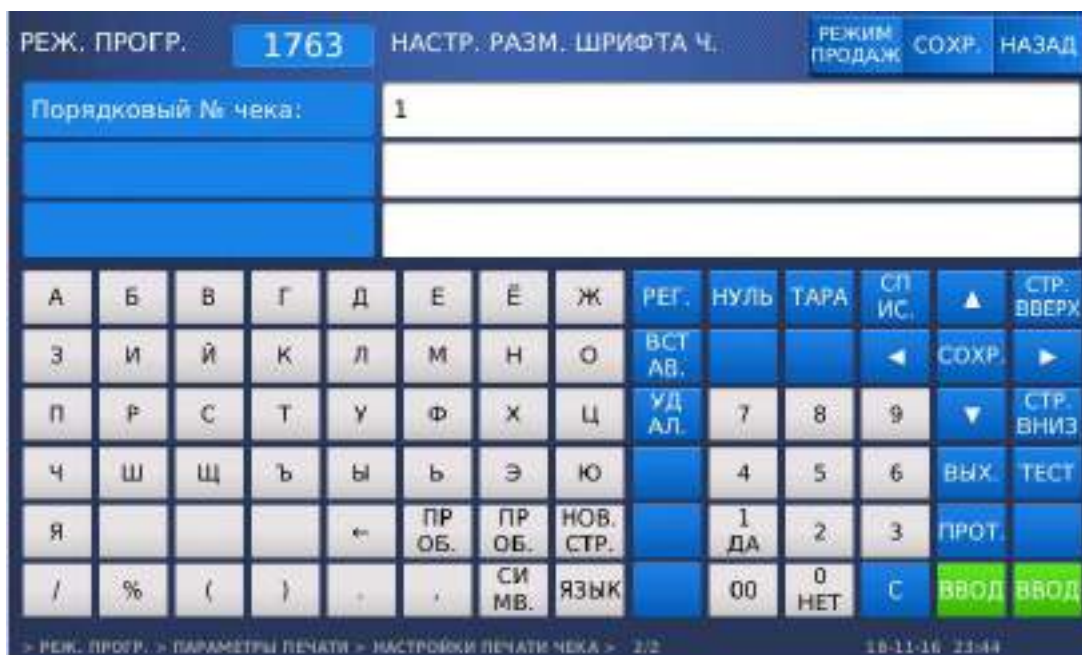 РЕЖ. ПРОГР. 1763 НАСТР. РАЗМ. ШРИФТА Ч. РЕЖИМ ПРОДАЖ СОХР. НАЗАД
Порядковый № чека: 1
А Б В Г Д Е Ё Ж РЕГ. НУЛЬ ТАРА СП ИС. ▲ СТР. ВВЕРХ
З И Й К Л М Н О ВСТ АВ. ◄ СОХР. ►
П Р С Т У Ф Х Ц УД АЛ. 7 8 9 ▼ СТР. ВНИЗ
Ч Ш Щ Ъ Ы Ь Э Ю 4 5 6 ВЫХ. ТЕСТ
Я ← ПР ОБ. ПР ОБ. НОВ. СТР. 1 ДА 2 3 ПРОТ.
/ % ( ) . , СИ МВ. ЯЗЫК 00 0 НЕТ С ВВОД ВВОД
> РЕЖ. ПРОГР. > ПАРАМЕТРЫ ПЕЧАТИ > НАСТРОЙКИ ПЕЧАТИ ЧЕКА > 2/2 18-11-16 23:44